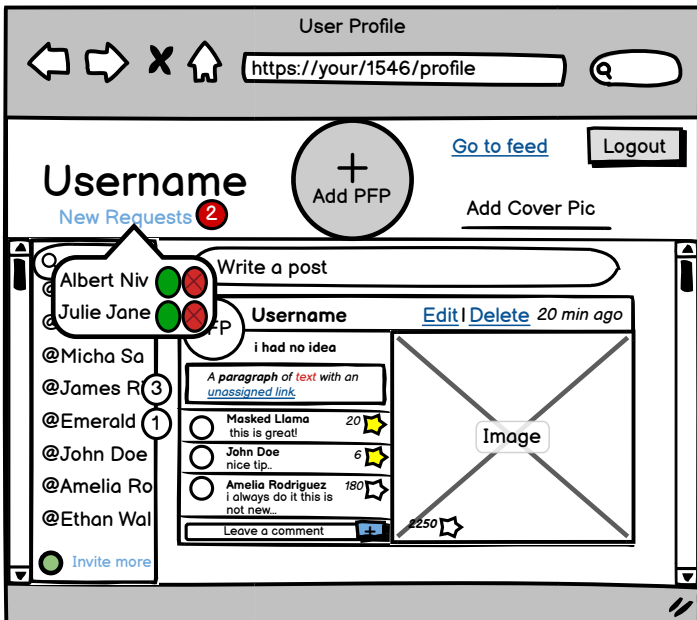 User Profile
https://your/1546/profile
Go to feed
Logout
Username
Add PFP
New Requests 2
Add Cover Pic
Albert Niv
Julie Jane
@
@
@Micha Sa
@James Ri 3
@Emerald 1
@John Doe
@Amelia Ro
@Ethan Wal
Invite more
Write a post
Username
Edit | Delete 20 min ago
i had no idea
A paragraph of text with an
unassigned link.
Masked Llama 20
this is great!
John Doe 6
nice tip..
Amelia Rodriguez 180
i always do it this is
not new...
Leave a comment +
Image
2250